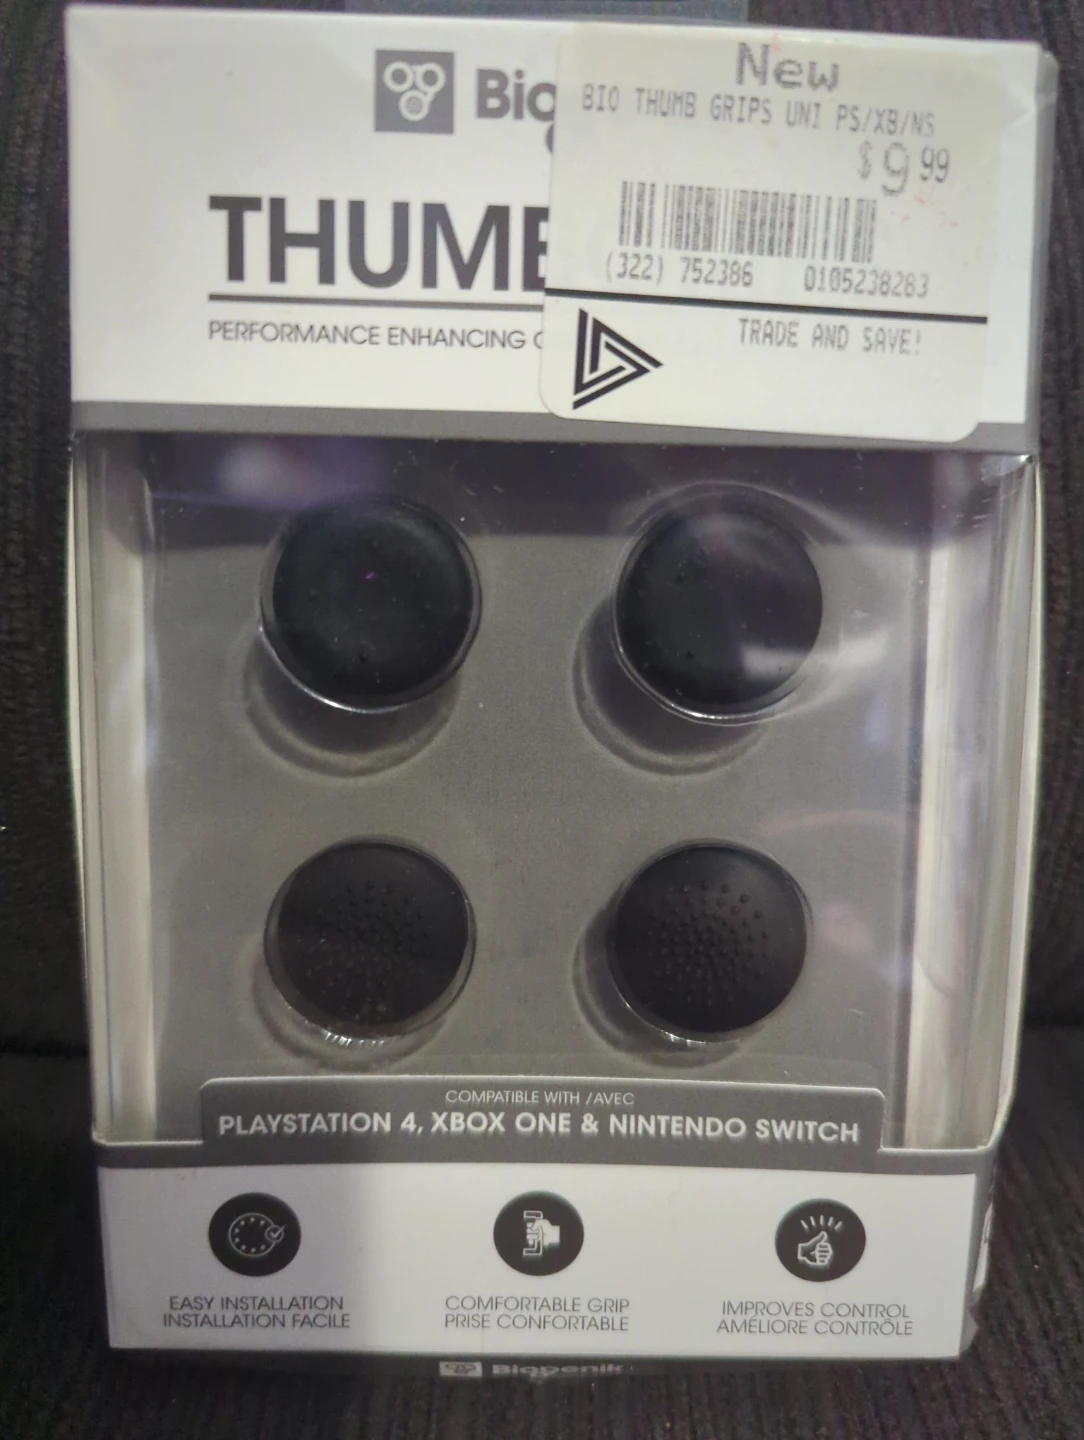 New
BIO THUMB GRIPS UNI PS/XB/NS
$9.99
(322) 752386 0105238283
TRADE AND SAVE!
Bio
THUMB
PERFORMANCE ENHANCING
COMPATIBLE WITH / AVEC
PLAYSTATION 4, XBOX ONE & NINTENDO SWITCH
EASY INSTALLATION
INSTALLATION FACILE
COMFORTABLE GRIP
PRISE CONFORTABLE
IMPROVES CONTROL
AMÉLIORE CONTRÔLE
Biogenik